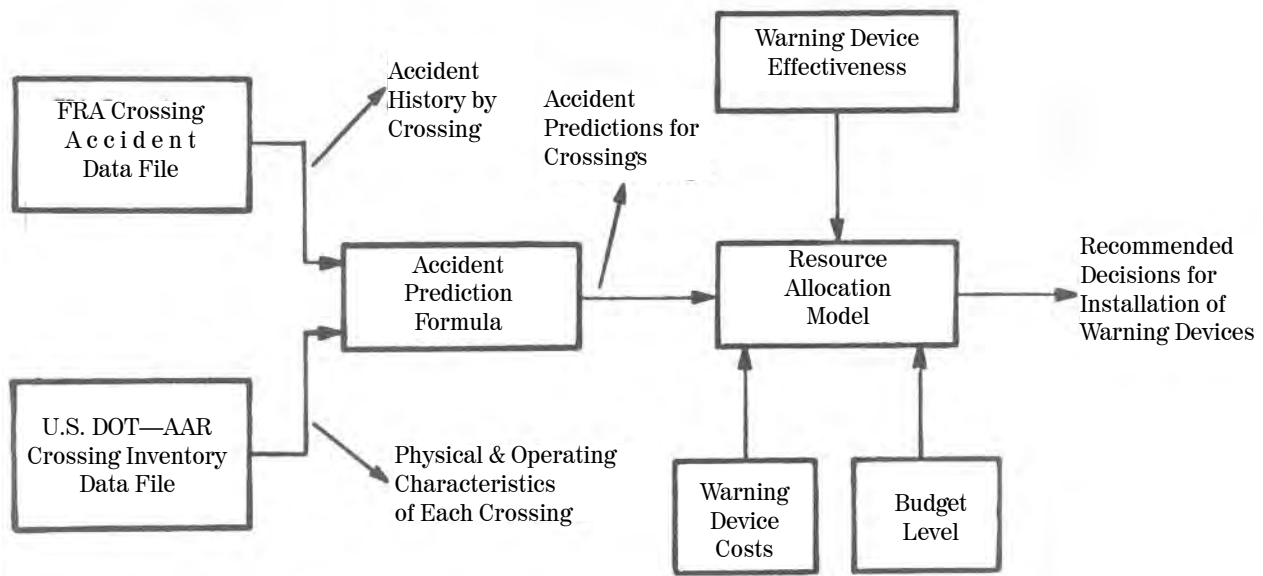 FRA Crossing
A c c i d e n t
Data File
Accident
History by
Crossing
Accident
Predictions for
Crossings
Warning Device
Effectiveness
Accident
Prediction
Formula
Resource
Allocation
Model
Recommended
Decisions for
Installation of
Warning Devices
U.S. DOT—AAR
Crossing Inventory
Data File
Physical & Operating
Characteristics
of Each Crossing
Warning
Device
Costs
Budget
Level